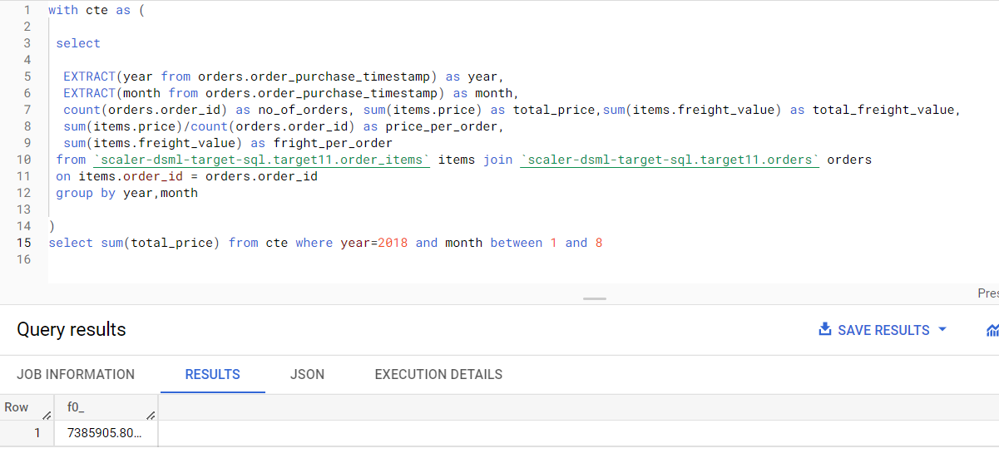 1 with cte as (
2
3 select
4
5 EXTRACT(year from orders.order_purchase_timestamp) as year,
6 EXTRACT(month from orders.order_purchase_timestamp) as month,
7 count(orders.order_id) as no_of_orders, sum(items.price) as total_price,sum(items.freight_value) as total_freight_value,
8 sum(items.price)/count(orders.order_id) as price_per_order,
9 sum(items.freight_value) as fright_per_order
10 from `scaler-dsml-target-sql.target11.order_items` items join `scaler-dsml-target-sql.target11.orders` orders
11 on items.order_id = orders.order_id
12 group by year,month
13
14 )
15 select sum(total_price) from cte where year=2018 and month between 1 and 8
16
Pres
Query results SAVE RESULTS
JOB INFORMATION RESULTS JSON EXECUTION DETAILS
Row f0_
1 7385905.80...